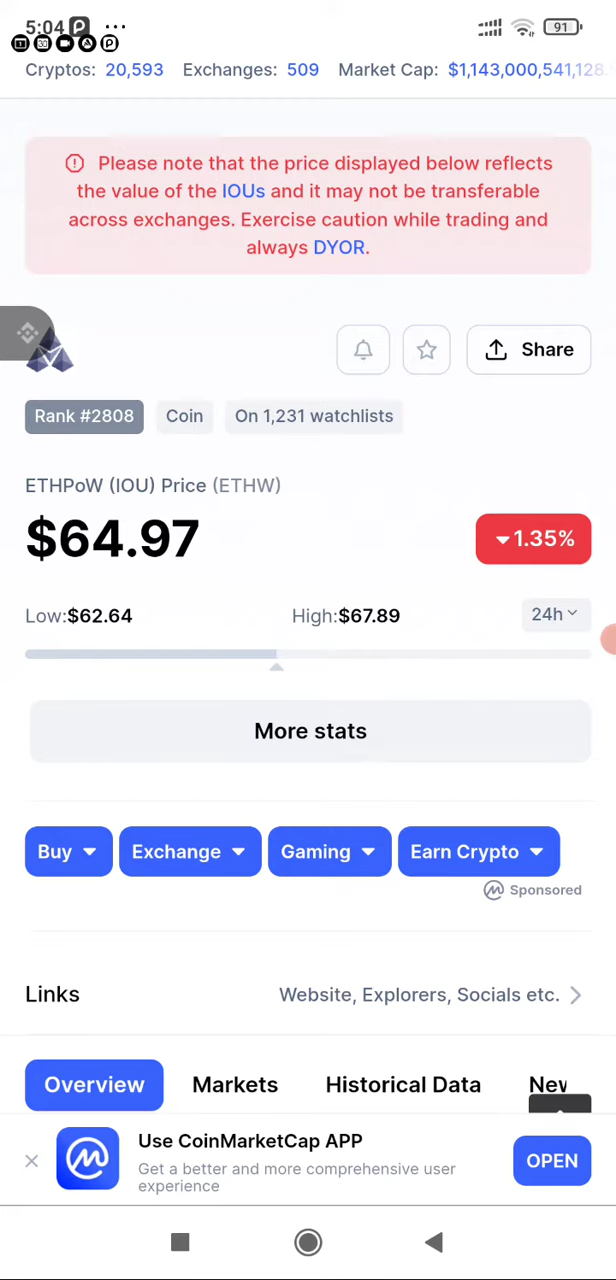 5:04 P ...
91
Cryptos: 20,593 Exchanges: 509 Market Cap: $1,143,000,541,128
Please note that the price displayed below reflects
the value of the IOUs and it may not be transferable
across exchanges. Exercise caution while trading and
always DYOR.
Share
Rank #2808 Coin On 1,231 watchlists
ETHPoW (IOU) Price (ETHW)
$64.97
1.35%
Low:$62.64 High:$67.89 24h
More stats
Buy Exchange Gaming Earn Crypto
Sponsored
Links Website, Explorers, Socials etc.
Overview Markets Historical Data
Use CoinMarketCap APP
Get a better and more comprehensive user
experience
OPEN